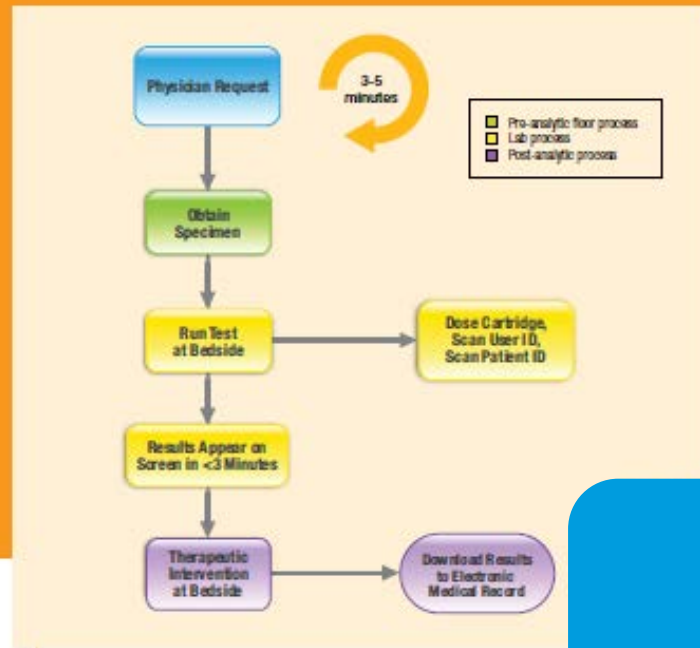 Physician Request
3-5
minutes
Pre-analytic floor process
Lab process
Post-analytic process
Obtain
Specimen
Run Test
at Bedside
Dose Cartridge,
Scan User ID,
Scan Patient ID
Results Appear on
Screen in <3 Minutes
Therapeutic
Intervention
at Bedside
Download Results
to Electronic
Medical Record